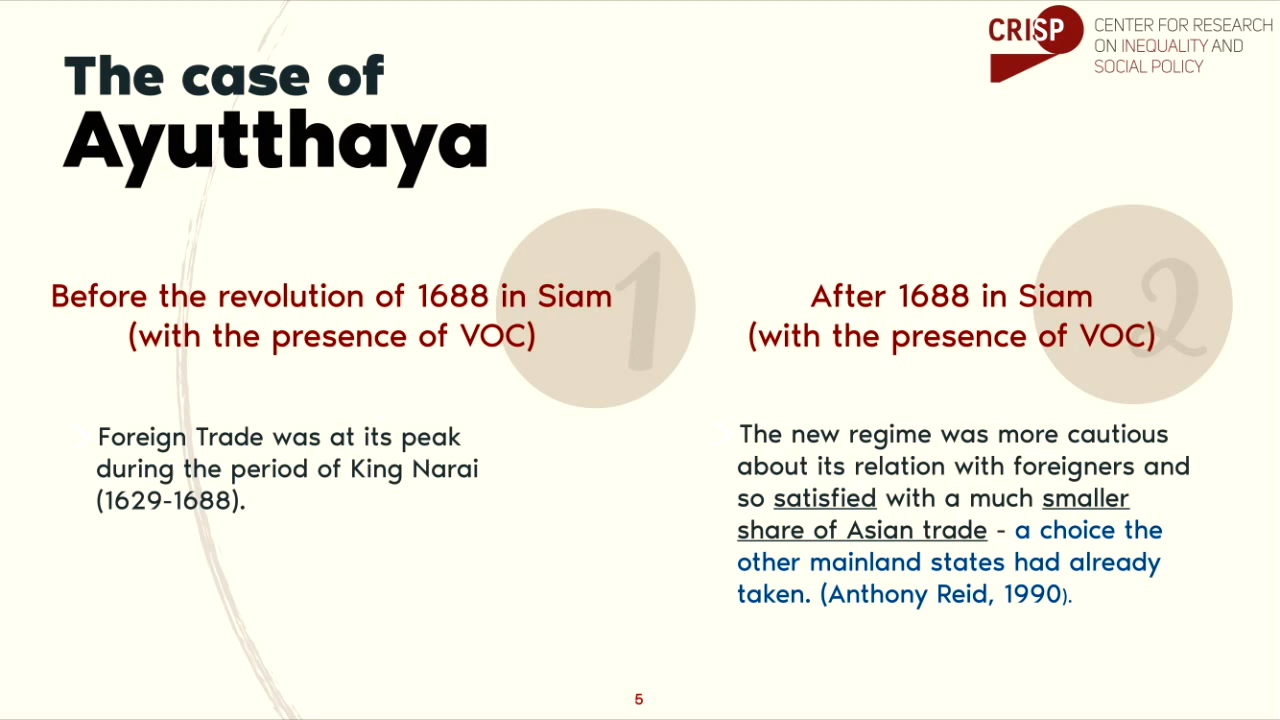 CRISP
CENTER FOR RESEARCH
ON INEQUALITY AND
SOCIAL POLICY
The case of
Ayutthaya
1
Before the revolution of 1688 in Siam
(with the presence of VOC)
Foreign Trade was at its peak
during the period of King Narai
(1629-1688).
2
After 1688 in Siam
(with the presence of VOC)
The new regime was more cautious
about its relation with foreigners and
so satisfied with a much smaller
share of Asian trade - a choice the
other mainland states had already
taken. (Anthony Reid, 1990).
5